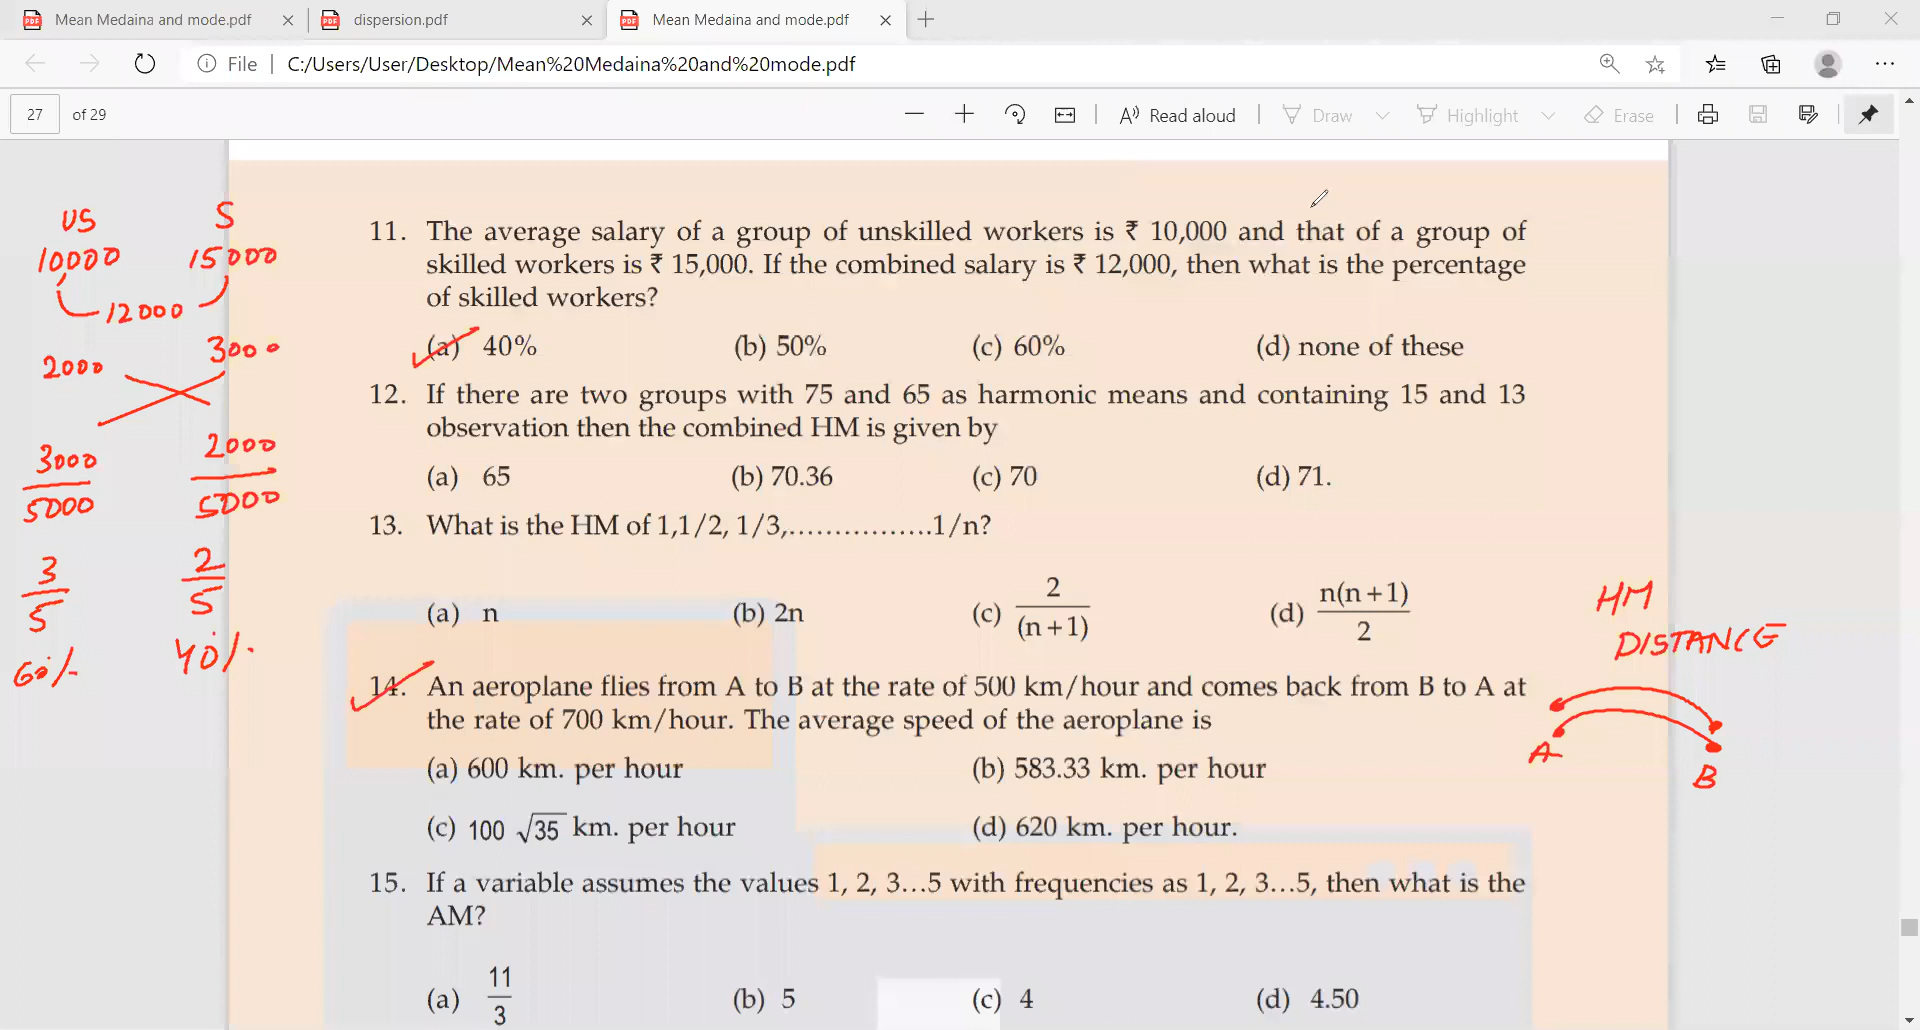 Mean Medaina and mode.pdf
dispersion.pdf
Mean Medaina and mode.pdf
File
C:/Users/User/Desktop/Mean%20Medaina%20and%20mode.pdf
27 of 29
Read aloud
Draw
Highlight
Erase
US S
10000 15000
12000
2000 3000
3000/5000 2000/5000
3/5 2/5
60% 40%
11. The average salary of a group of unskilled workers is ₹ 10,000 and that of a group of
skilled workers is ₹ 15,000. If the combined salary is ₹ 12,000, then what is the percentage
of skilled workers?
(a) 40% (b) 50% (c) 60% (d) none of these
12. If there are two groups with 75 and 65 as harmonic means and containing 15 and 13
observation then the combined HM is given by
(a) 65 (b) 70.36 (c) 70 (d) 71.
13. What is the HM of 1,1/2, 1/3,................1/n?
(a) n (b) 2n (c) 2/(n+1) (d) n(n+1)/2
14. An aeroplane flies from A to B at the rate of 500 km/hour and comes back from B to A at
the rate of 700 km/hour. The average speed of the aeroplane is
(a) 600 km. per hour (b) 583.33 km. per hour
(c) 100 √35 km. per hour (d) 620 km. per hour.
15. If a variable assumes the values 1, 2, 3...5 with frequencies as 1, 2, 3...5, then what is the
AM?
(a) 11/3 (b) 5 (c) 4 (d) 4.50
HM
DISTANCE
A
B